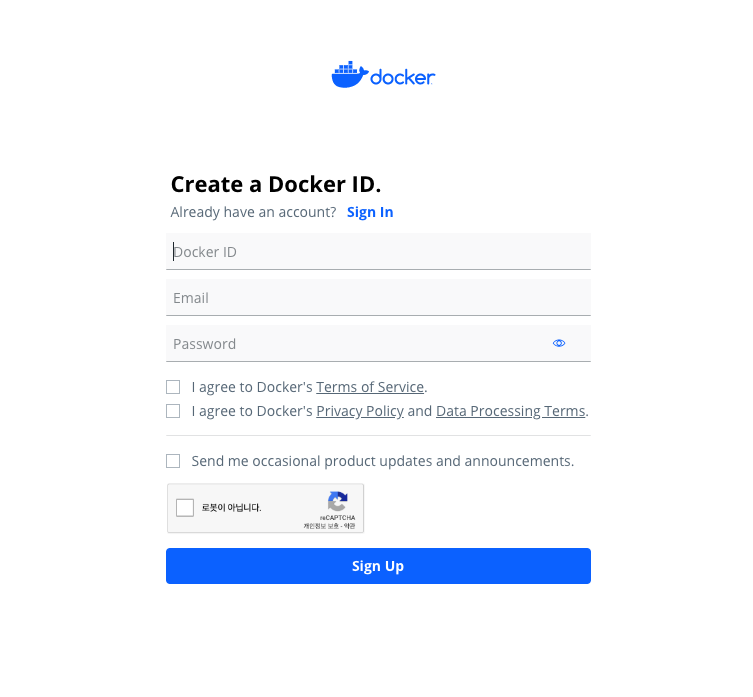 docker
Create a Docker ID.
Already have an account? Sign In
Docker ID
Email
Password
I agree to Docker's Terms of Service.
I agree to Docker's Privacy Policy and Data Processing Terms.
Send me occasional product updates and announcements.
로봇이 아닙니다.
reCAPTCHA
개인정보 보호 - 약관
Sign Up